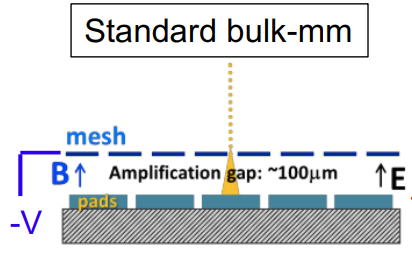 Standard bulk-mm
mesh
B Amplification gap: ~100μm E
pads
-V